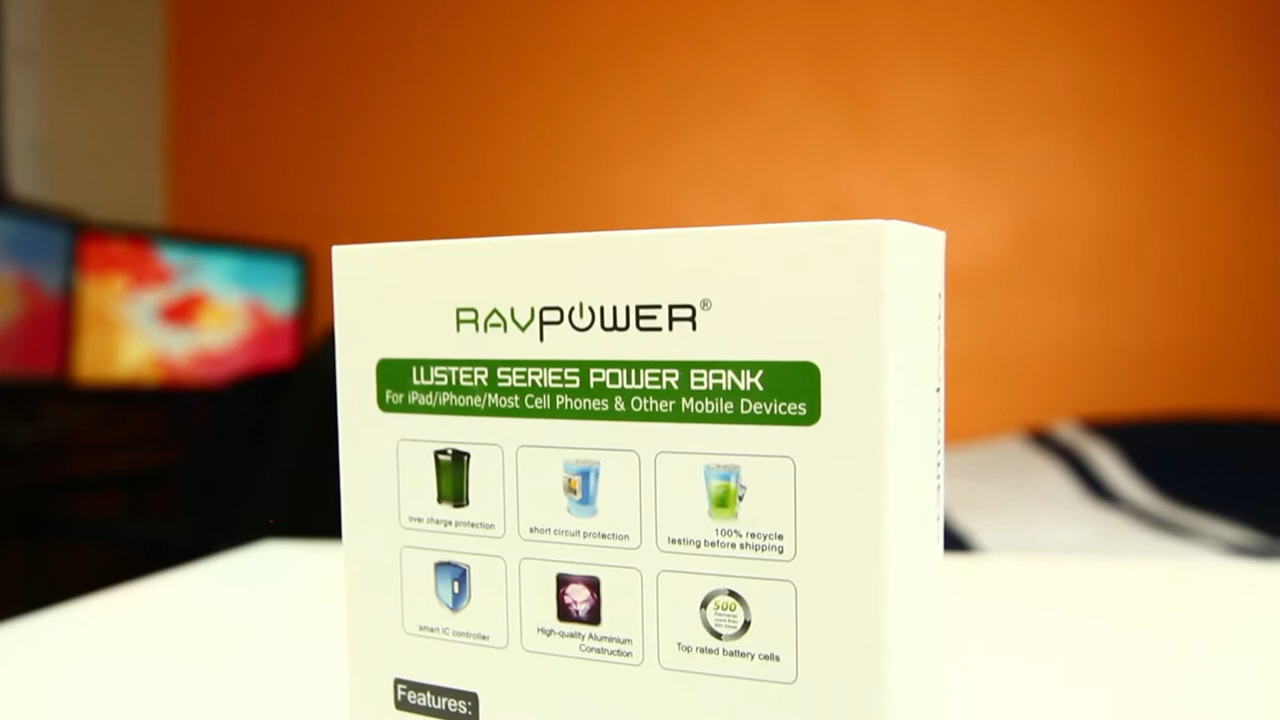 RAVPOWER®
LUSTER SERIES POWER BANK
For iPad/iPhone/Most Cell Phones & Other Mobile Devices
over charge protection
short circuit protection
100% recycle
testing before shipping
smart IC controller
High-quality Aluminium
Construction
500
Top rated battery cells
Features: